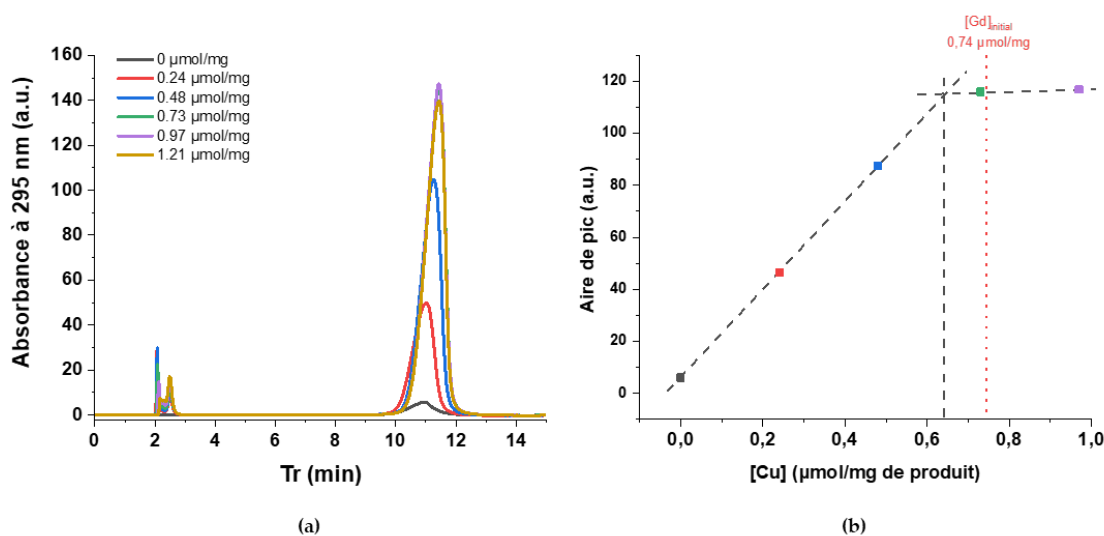 160
140
120
100
80
60
40
20
0
Absorbance à 295 nm (a.u.)
0 µmol/mg
0.24 µmol/mg
0.48 µmol/mg
0.73 µmol/mg
0.97 µmol/mg
1.21 µmol/mg
0 2 4 6 8 10 12 14
Tr (min)
(a)
[Gd]initial
0,74 µmol/mg
120
100
80
60
40
20
0
Aire de pic (a.u.)
0,0 0,2 0,4 0,6 0,8 1,0
[Cu] (µmol/mg de produit)
(b)